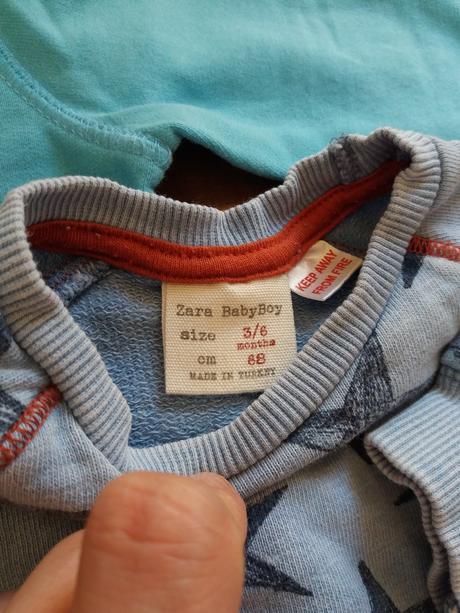 Zara BabyBoy
size 3/6
months
cm 68
MADE IN TURKEY
KEEP AWAY
FROM FIRE